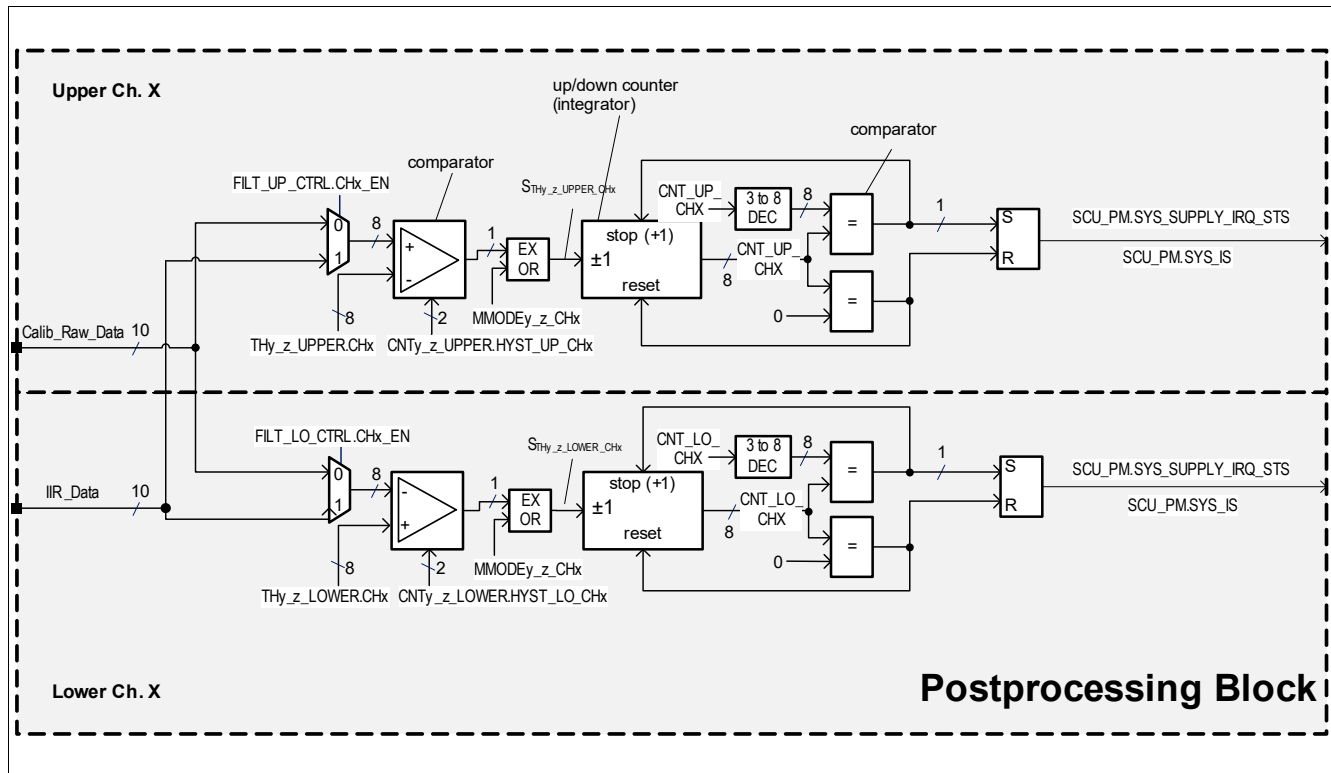 Upper Ch. X
up/down counter
(integrator)
comparator
comparator
FILT_UP_CTRL.CHx_EN
STHy_z_UPPER_CHx
CNT_UP_
CHX
3 to 8
DEC
8
0
1
8
+
-
1
EX
OR
stop (+1)
±1
reset
CNT_UP_
CHX
8
=
=
0
1
S
R
SCU_PM.SYS_SUPPLY_IRQ_STS
SCU_PM.SYS_IS
8
2
MMODEy_z_CHx
THy_z_UPPER.CHx
CNTy_z_UPPER.HYST_UP_CHx
Calib_Raw_Data
10
FILT_LO_CTRL.CHx_EN
STHy_z_LOWER_CHx
CNT_LO_
CHX
3 to 8
DEC
8
0
1
8
-
+
1
EX
OR
stop (+1)
±1
reset
CNT_LO_
CHX
8
=
=
0
1
S
R
SCU_PM.SYS_SUPPLY_IRQ_STS
SCU_PM.SYS_IS
IIR_Data
10
8
2
MMODEy_z_CHx
THy_z_LOWER.CHx
CNTy_z_LOWER.HYST_LO_CHx
Lower Ch. X
Postprocessing Block